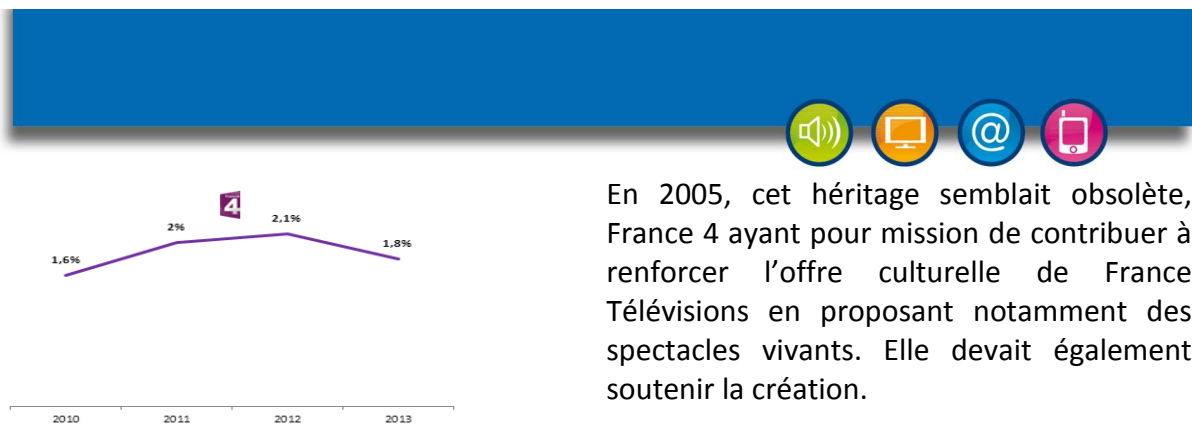 4
2,1%
2%
1,8%
1,6%
2010 2011 2012 2013
@
En 2005, cet héritage semblait obsolète,
France 4 ayant pour mission de contribuer à
renforcer l’offre culturelle de France
Télévisions en proposant notamment des
spectacles vivants. Elle devait également
soutenir la création.